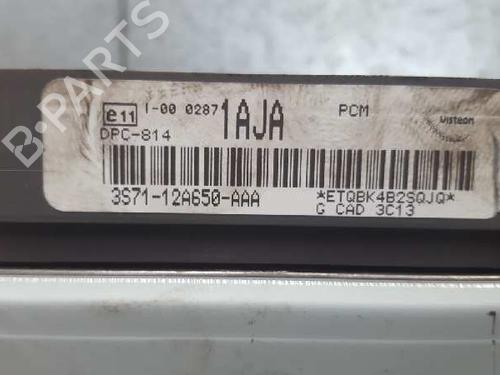 e11 I-00 0287 1AJA PCM Visteon
DPC-814
3S71-12A650-AAA *ETQBK4B2SQJQ*
G CAD 3C13
B-PARTS